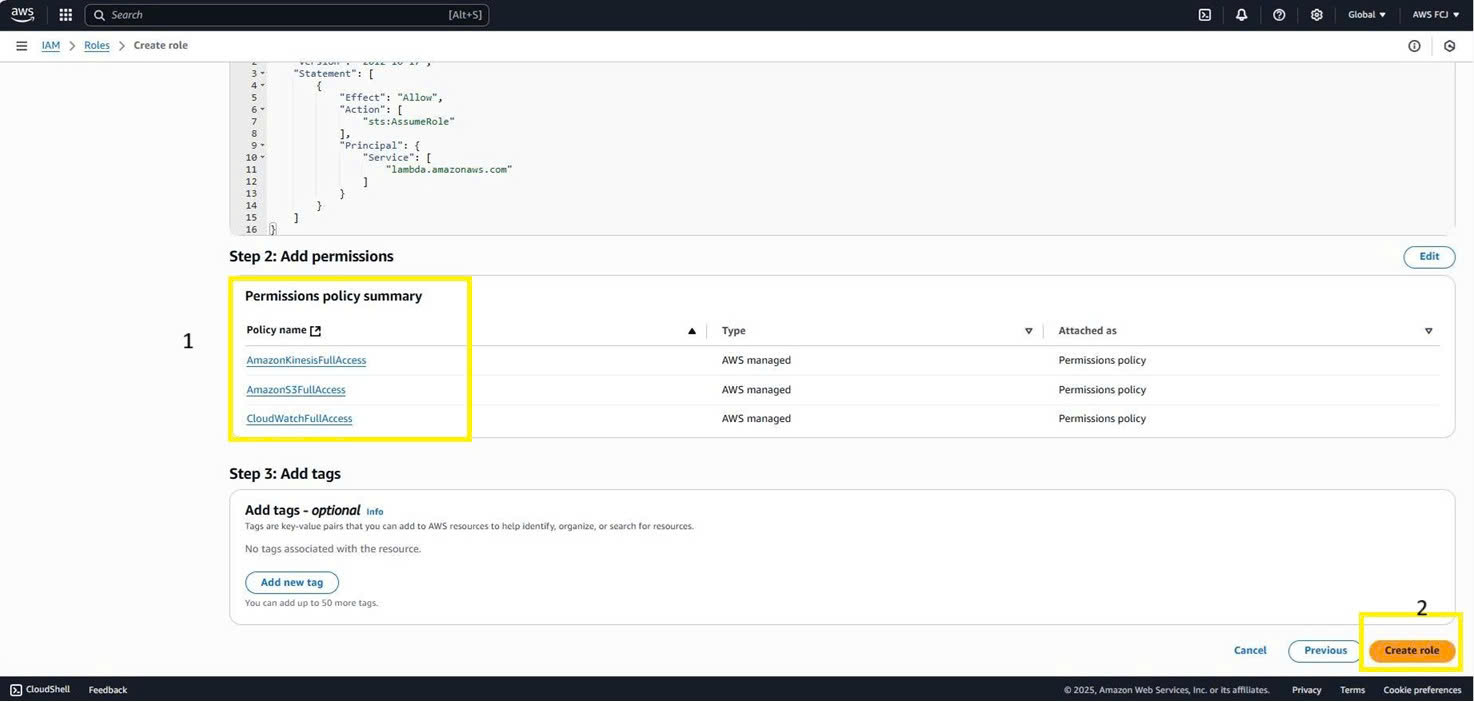 aws
Search [Alt+S]
Global AWS FCJ
IAM Roles Create role
2 "Version": "2012-10-17",
3 "Statement": [
4 {
5 "Effect": "Allow",
6 "Action": [
7 "sts:AssumeRole"
8 ],
9 "Principal": {
10 "Service": [
11 "lambda.amazonaws.com"
12 ]
13 }
14 }
15 ]
16 }
Step 2: Add permissions Edit
Permissions policy summary
1
Policy name Type Attached as
AmazonKinesisFullAccess AWS managed Permissions policy
AmazonS3FullAccess AWS managed Permissions policy
CloudWatchFullAccess AWS managed Permissions policy
Step 3: Add tags
Add tags - optional Info
Tags are key-value pairs that you can add to AWS resources to help identify, organize, or search for resources.
No tags associated with the resource.
Add new tag
You can add up to 50 more tags.
2
Cancel Previous Create role
CloudShell Feedback © 2025, Amazon Web Services, Inc. or its affiliates. Privacy Terms Cookie preferences